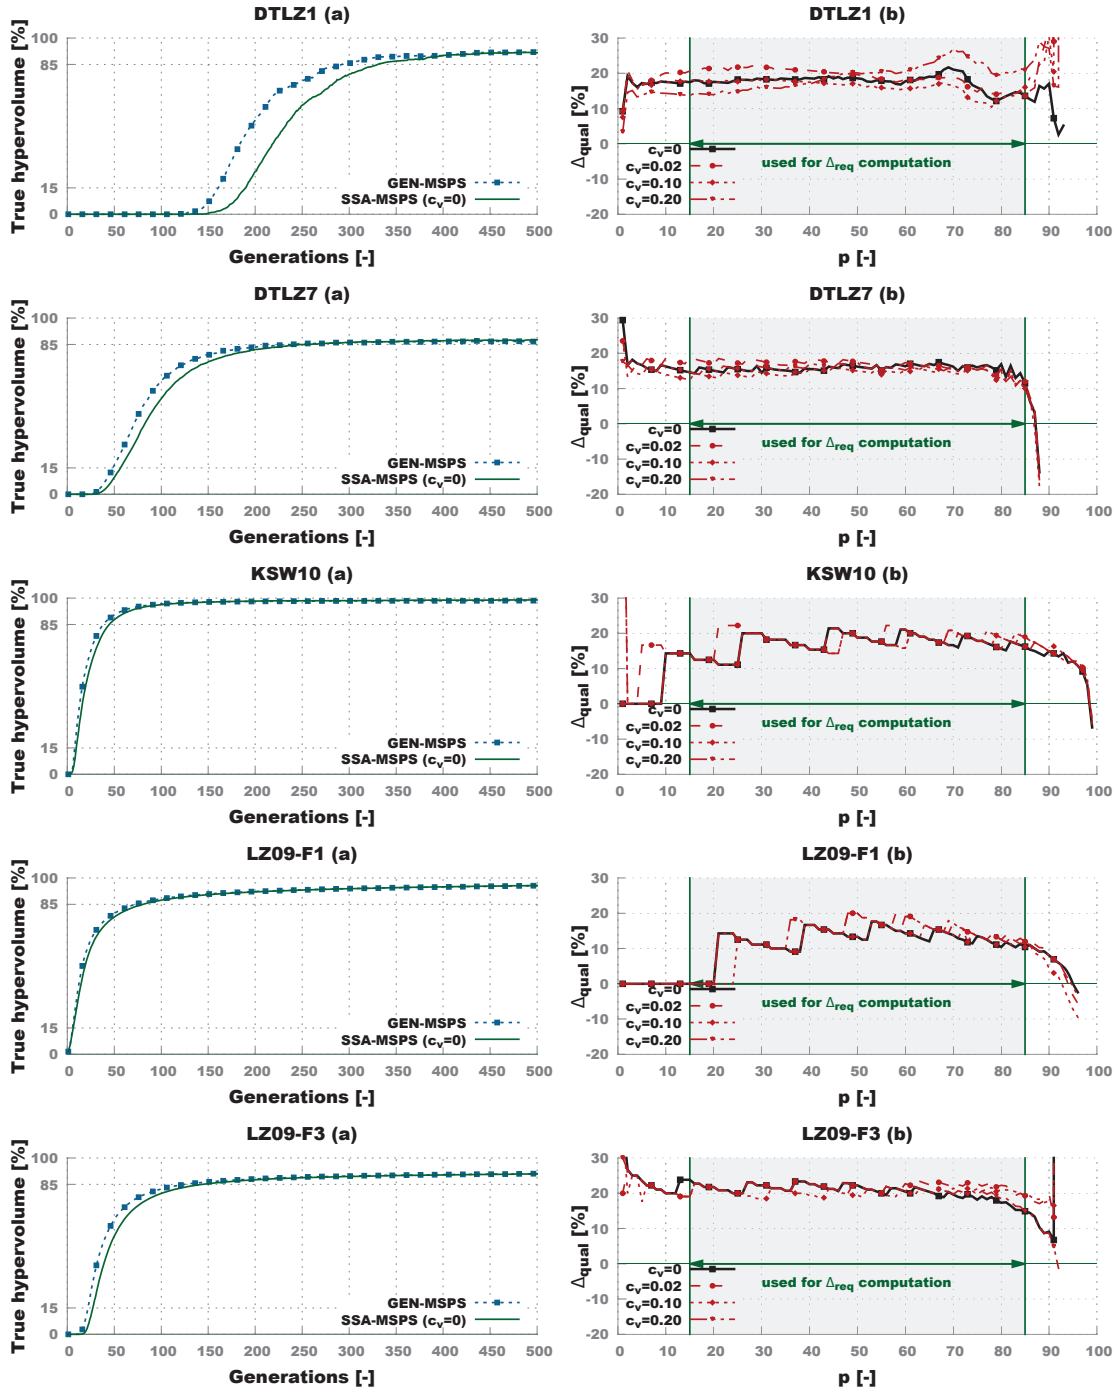 DTLZ1 (a)
True hypervolume [%]
100
85
15
0
GEN-MSPS
SSA-MSPS (cv=0)
0 50 100 150 200 250 300 350 400 450 500
Generations [-]
DTLZ1 (b)
Δqual [%]
30
20
10
0
-10
-20
cv=0
cv=0.02
cv=0.10
cv=0.20
used for Δreq computation
0 10 20 30 40 50 60 70 80 90 100
p [-]
DTLZ7 (a)
True hypervolume [%]
100
85
15
0
GEN-MSPS
SSA-MSPS (cv=0)
0 50 100 150 200 250 300 350 400 450 500
Generations [-]
DTLZ7 (b)
Δqual [%]
30
20
10
0
-10
-20
cv=0
cv=0.02
cv=0.10
cv=0.20
used for Δreq computation
0 10 20 30 40 50 60 70 80 90 100
p [-]
KSW10 (a)
True hypervolume [%]
100
85
15
0
GEN-MSPS
SSA-MSPS (cv=0)
0 50 100 150 200 250 300 350 400 450 500
Generations [-]
KSW10 (b)
Δqual [%]
30
20
10
0
-10
-20
cv=0
cv=0.02
cv=0.10
cv=0.20
used for Δreq computation
0 10 20 30 40 50 60 70 80 90 100
p [-]
LZ09-F1 (a)
True hypervolume [%]
100
85
15
0
GEN-MSPS
SSA-MSPS (cv=0)
0 50 100 150 200 250 300 350 400 450 500
Generations [-]
LZ09-F1 (b)
Δqual [%]
30
20
10
0
-10
-20
cv=0
cv=0.02
cv=0.10
cv=0.20
used for Δreq computation
0 10 20 30 40 50 60 70 80 90 100
p [-]
LZ09-F3 (a)
True hypervolume [%]
100
85
15
0
GEN-MSPS
SSA-MSPS (cv=0)
0 50 100 150 200 250 300 350 400 450 500
Generations [-]
LZ09-F3 (b)
Δqual [%]
30
20
10
0
-10
-20
cv=0
cv=0.02
cv=0.10
cv=0.20
used for Δreq computation
0 10 20 30 40 50 60 70 80 90 100
p [-]